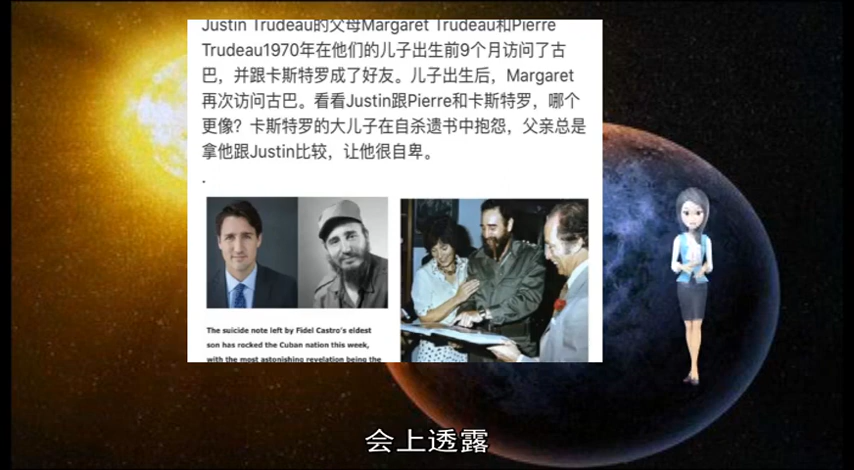 Justin Trudeau的父母Margaret Trudeau和Pierre
Trudeau1970年在他们的儿子出生前9个月访问了古
巴，并跟卡斯特罗成了好友。儿子出生后，Margaret
再次访问古巴。看看Justin跟Pierre和卡斯特罗，哪个
更像？卡斯特罗的大儿子在自杀遗书中抱怨，父亲总是
拿他跟Justin比较，让他很自卑。
.
The suicide note left by Fidel Castro's eldest
son has rocked the Cuban nation this week,
with the most astonishing revelation being the
会上透露